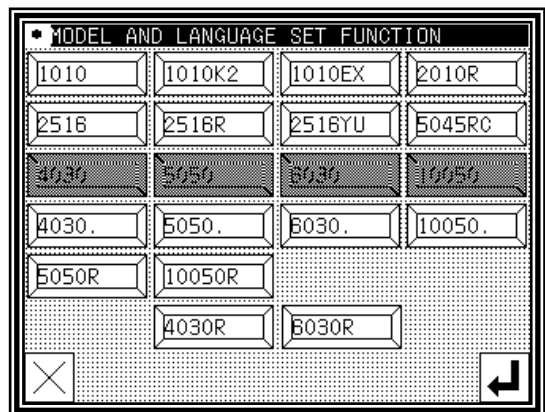 MODEL AND LANGUAGE SET FUNCTION
1010 1010K2 1010EX 2010R
2516 2516R 2516YU 5045RC
4030 5050 6030 10050
4030. 5050. 6030. 10050.
5050R 10050R
4030R 6030R